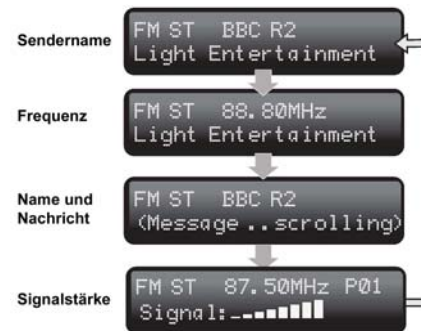 Sendername
FM ST BBC R2
Light Entertainment
Frequenz
FM ST 88.80MHz
Light Entertainment
Name und
Nachricht
FM ST BBC R2
(Message..scrolling)
Signalstärke
FM ST 87.50MHz P01
Signal: